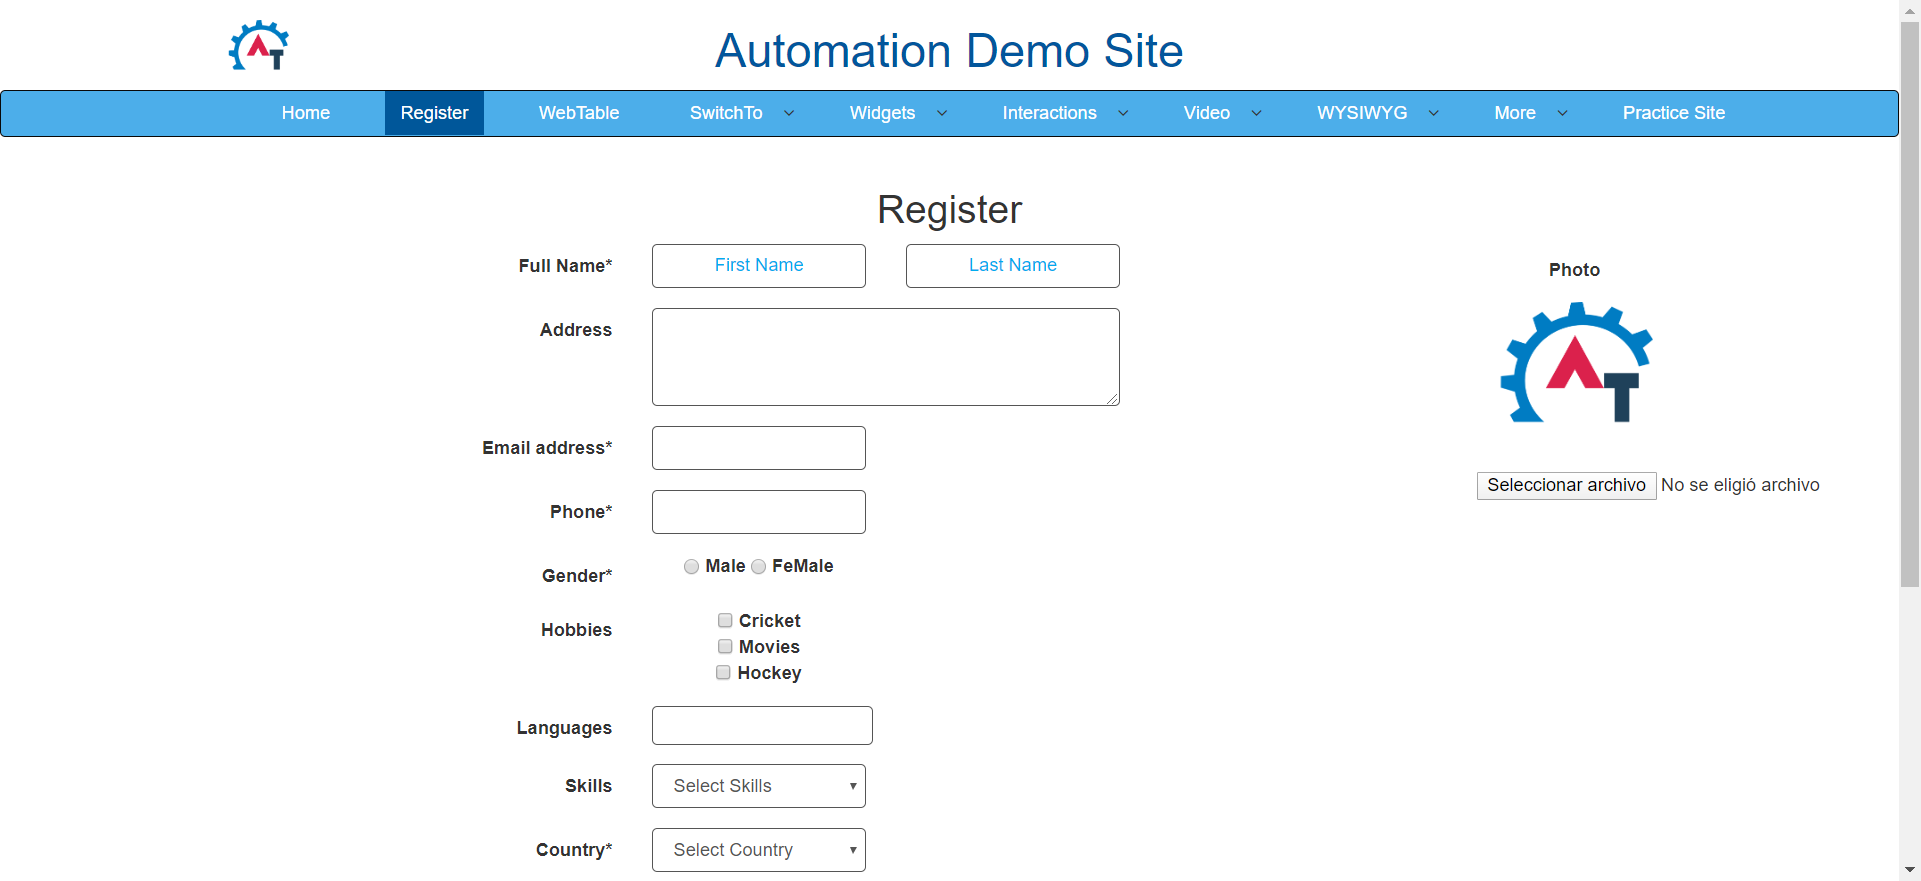 AT
Automation Demo Site
Home Register WebTable SwitchTo Widgets Interactions Video WYSIWYG More Practice Site
Register
Full Name* First Name Last Name
Photo
Address
AT
Email address*
Seleccionar archivo No se eligió archivo
Phone*
Gender* Male FeMale
Hobbies Cricket
Movies
Hockey
Languages
Skills Select Skills
Country* Select Country